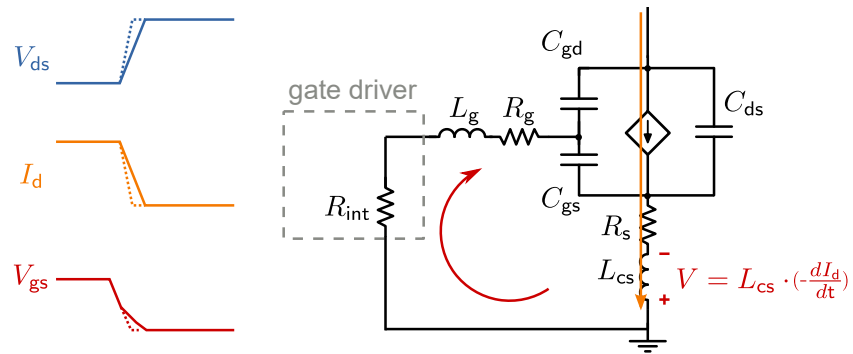 V_ds
I_d
V_gs
gate driver
L_g
R_g
R_int
C_gd
C_gs
C_ds
R_s
L_cs
-
+
V = L_cs · (-dI_d/dt)